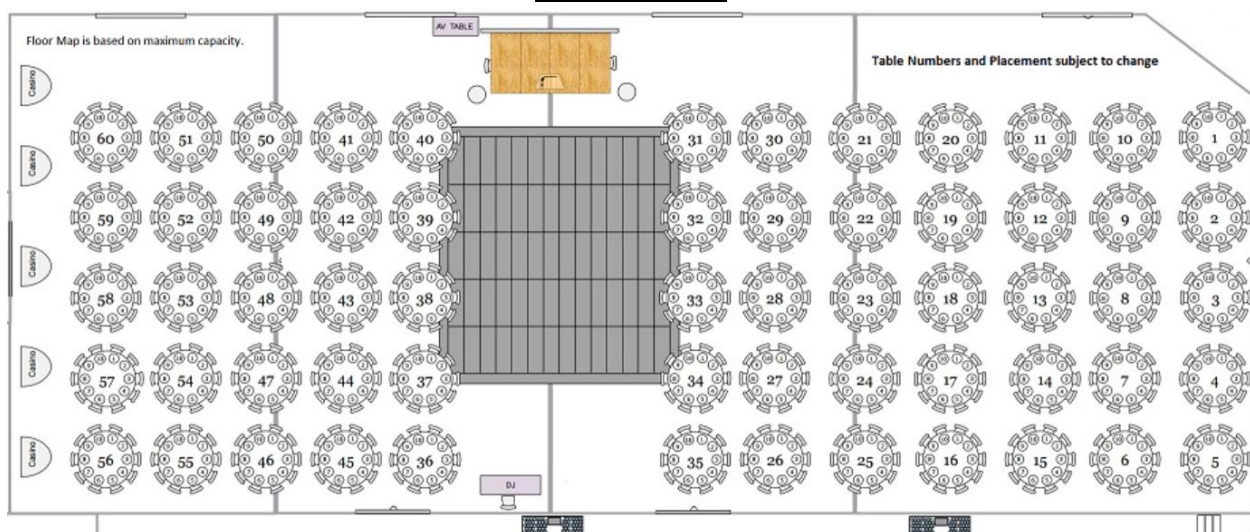 AV TABLE
Floor Map is based on maximum capacity.
Table Numbers and Placement subject to change
Casino
60 51 50 41 40 31 30 21 20 11 10 1
Casino
59 52 49 42 39 32 29 22 19 12 9 2
Casino
58 53 48 43 38 33 28 23 18 13 8 3
Casino
57 54 47 44 37 34 27 24 17 14 7 4
Casino
56 55 46 45 36 35 26 25 16 15 6 5
DJ